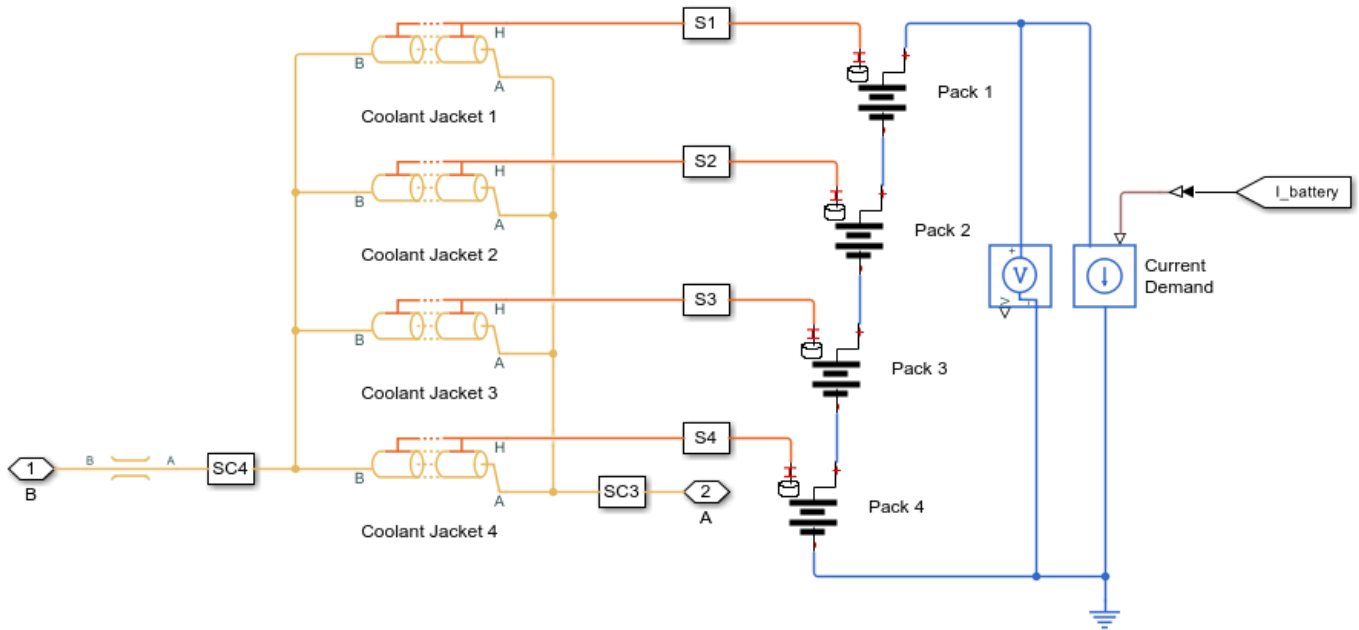 S1
H
B
A
Pack 1
Coolant Jacket 1
S2
H
I_battery
B
A
Pack 2
Coolant Jacket 2
+
V
Current
Demand
V
-
S3
H
B
A
Pack 3
Coolant Jacket 3
S4
H
B
A
SC4
1
B
B
A
SC3
2
A
Pack 4
Coolant Jacket 4